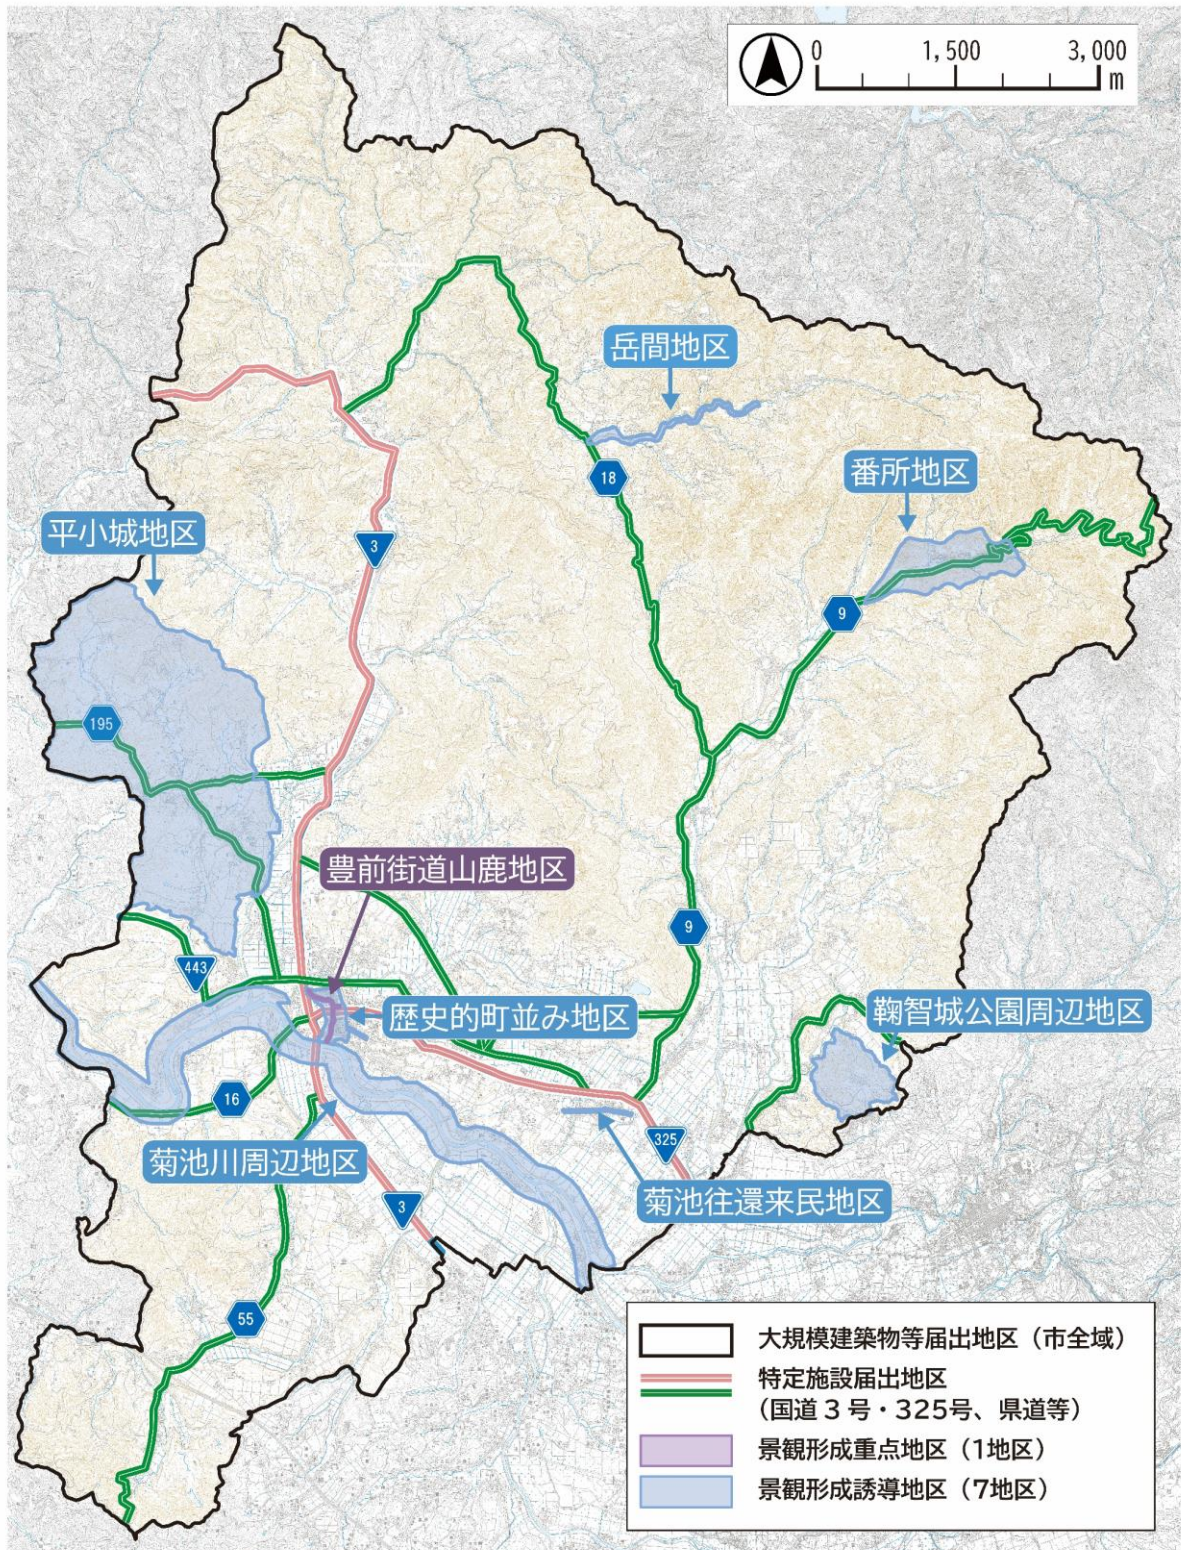 0 1,500 3,000
m
岳間地区
18
番所地区
平小城地区
3
9
195
豊前街道山鹿地区
9
443
歴史的町並み地区
鞠智城公園周辺地区
16
325
菊池川周辺地区
菊池往還来民地区
3
55
大規模建築物等届出地区（市全域）
特定施設届出地区
（国道3号・325号、県道等）
景観形成重点地区（1地区）
景観形成誘導地区（7地区）